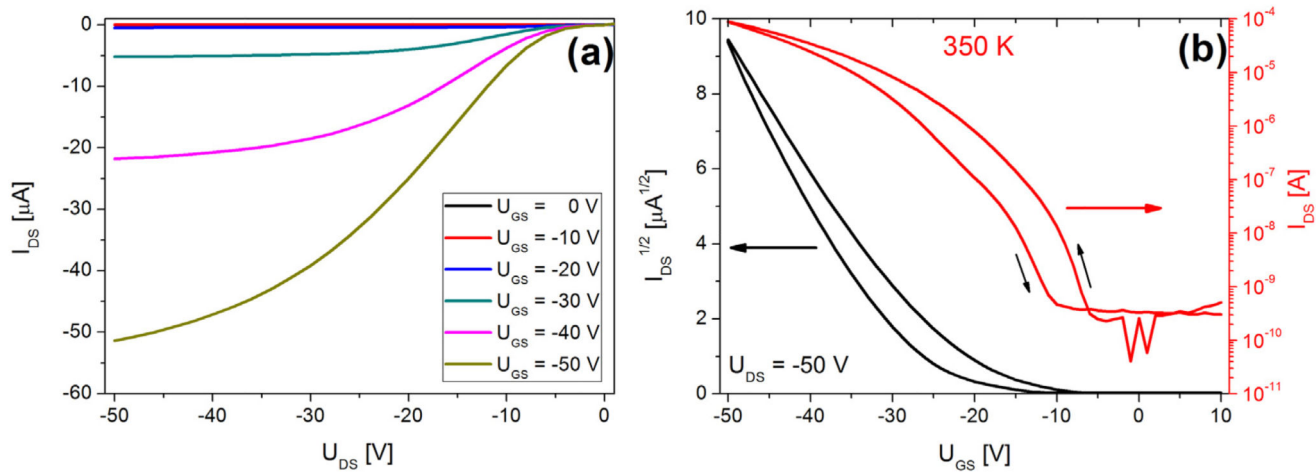 (a)
0
-10
-20
-30
-40
-50
-60
I_DS [μA]
-50 -40 -30 -20 -10 0
U_DS [V]
U_GS = 0 V
U_GS = -10 V
U_GS = -20 V
U_GS = -30 V
U_GS = -40 V
U_GS = -50 V
(b)
350 K
10
8
6
4
2
0
I_DS^1/2 [μA^1/2]
U_DS = -50 V
-50 -40 -30 -20 -10 0 10
U_GS [V]
10^-4
10^-5
10^-6
10^-7
10^-8
10^-9
10^-10
10^-11
I_DS [A]